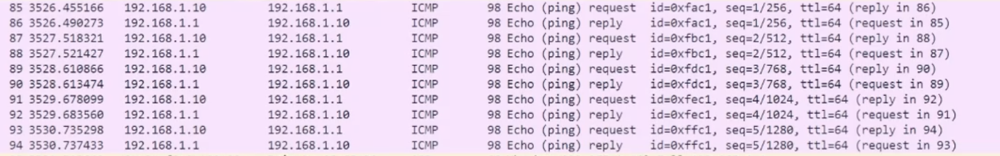 85 3526.455166 192.168.1.10 192.168.1.1 ICMP 98 Echo (ping) request id=0xfac1, seq=1/256, ttl=64 (reply in 86)
86 3526.490273 192.168.1.1 192.168.1.10 ICMP 98 Echo (ping) reply id=0xfac1, seq=1/256, ttl=64 (request in 85)
87 3527.518321 192.168.1.10 192.168.1.1 ICMP 98 Echo (ping) request id=0xfbc1, seq=2/512, ttl=64 (reply in 88)
88 3527.521427 192.168.1.1 192.168.1.10 ICMP 98 Echo (ping) reply id=0xfbc1, seq=2/512, ttl=64 (request in 87)
89 3528.610866 192.168.1.10 192.168.1.1 ICMP 98 Echo (ping) request id=0xfdc1, seq=3/768, ttl=64 (reply in 90)
90 3528.613474 192.168.1.1 192.168.1.10 ICMP 98 Echo (ping) reply id=0xfdc1, seq=3/768, ttl=64 (request in 89)
91 3529.678099 192.168.1.10 192.168.1.1 ICMP 98 Echo (ping) request id=0xfec1, seq=4/1024, ttl=64 (reply in 92)
92 3529.683560 192.168.1.1 192.168.1.10 ICMP 98 Echo (ping) reply id=0xfec1, seq=4/1024, ttl=64 (request in 91)
93 3530.735298 192.168.1.10 192.168.1.1 ICMP 98 Echo (ping) request id=0xffc1, seq=5/1280, ttl=64 (reply in 94)
94 3530.737433 192.168.1.1 192.168.1.10 ICMP 98 Echo (ping) reply id=0xffc1, seq=5/1280, ttl=64 (request in 93)